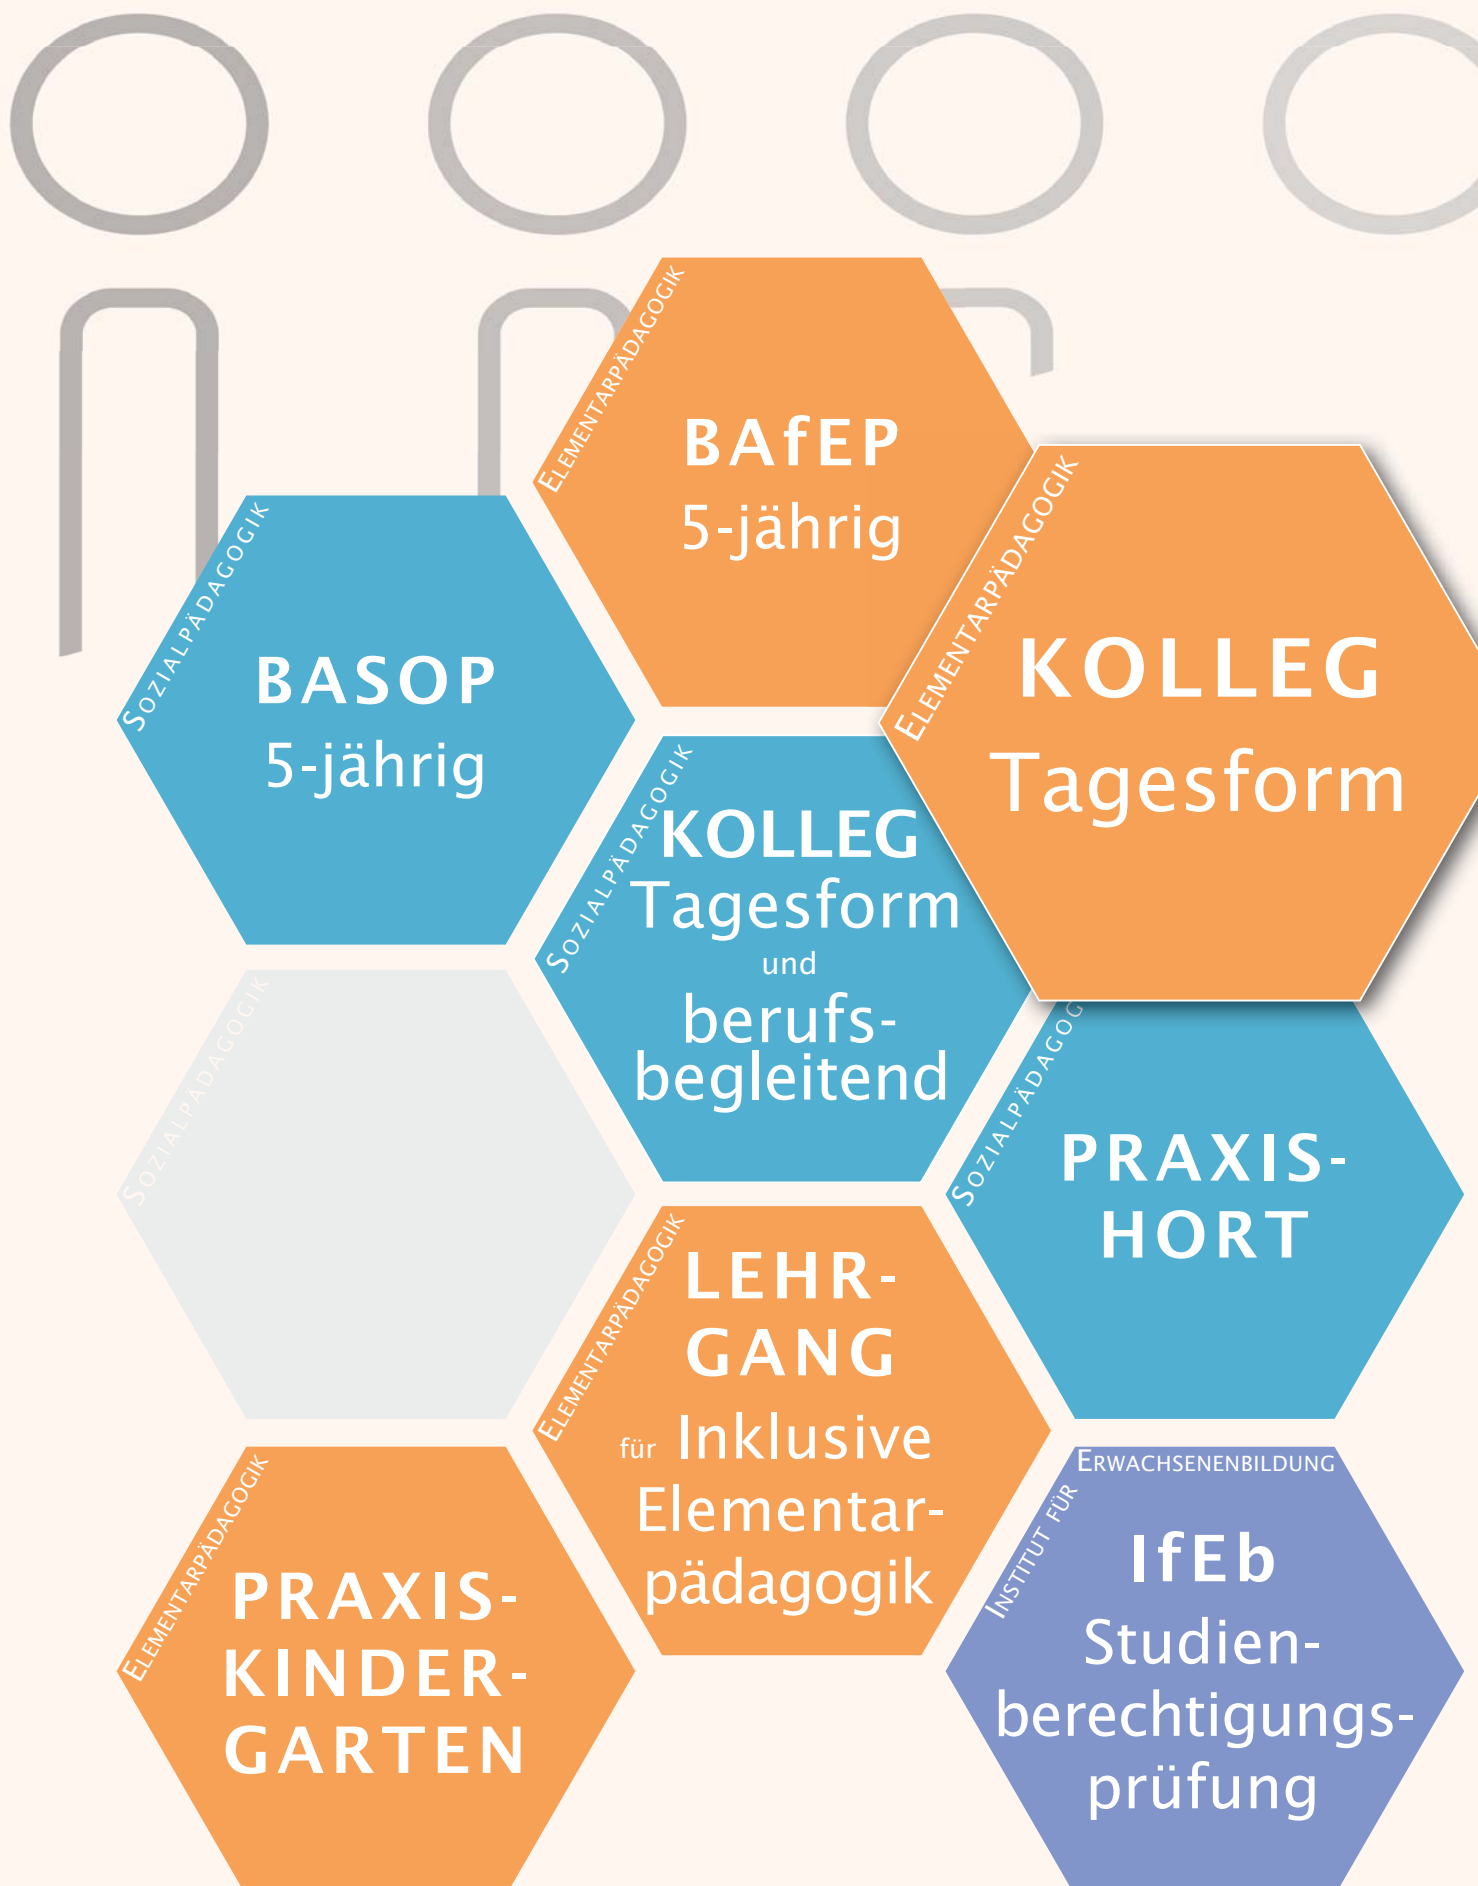 ELEMENTARPÄDAGOGIK
BAfEP
5-jährig
ELEMENTARPÄDAGOGIK
KOLLEG
Tagesform
SOZIALPÄDAGOGIK
BASOP
5-jährig
SOZIALPÄDAGOGIK
KOLLEG
Tagesform
und
berufs-
begleitend
SOZIALPÄDAGOGIK
SOZIALPÄDAGOG
PRAXIS-
HORT
ELEMENTARPÄDAGOGIK
LEHR-
GANG
für Inklusive
Elementar-
pädagogik
ELEMENTARPÄDAGOGIK
PRAXIS-
KINDER-
GARTEN
INSTITUT FÜR
ERWACHSENENBILDUNG
IfEb
Studien-
berechtigungs-
prüfung